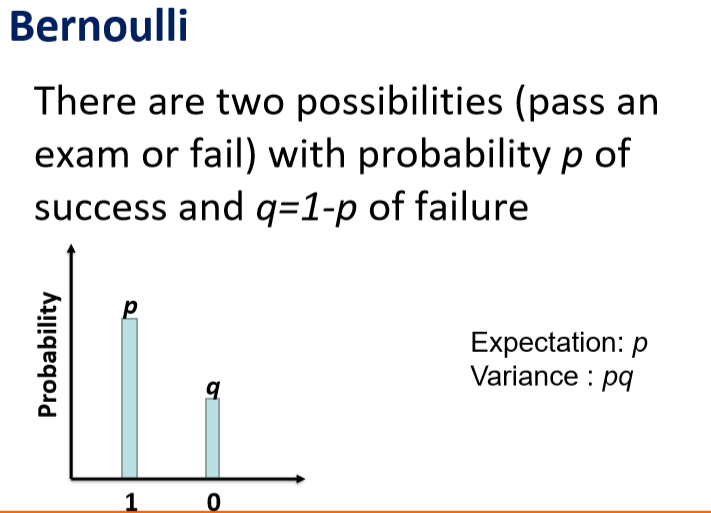 Bernoulli
There are two possibilities (pass an
exam or fail) with probability p of
success and q=1-p of failure
Probability
p
q
1 0
Expectation: p
Variance : pq